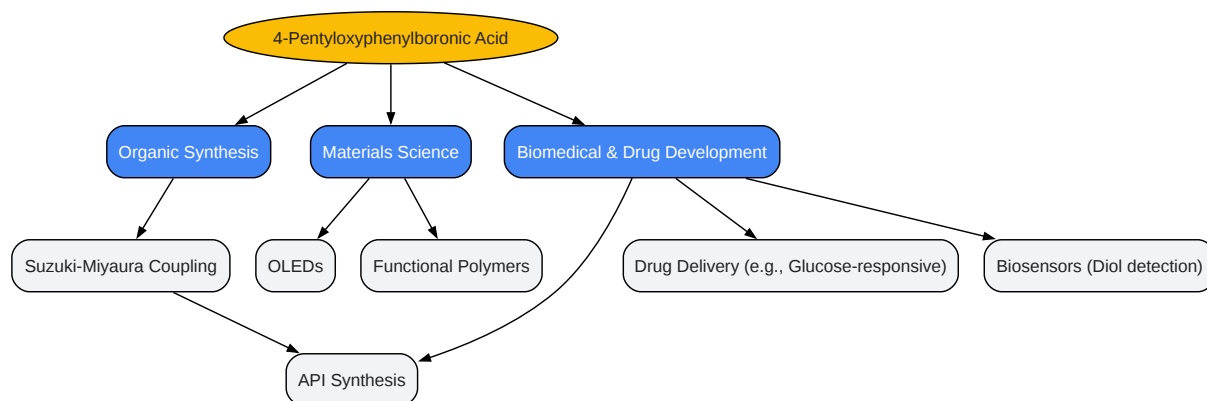 4-Pentyloxyphenylboronic Acid
Organic Synthesis
Materials Science
Biomedical & Drug Development
Suzuki-Miyaura Coupling
OLEDs
Functional Polymers
Drug Delivery (e.g., Glucose-responsive)
Biosensors (Diol detection)
API Synthesis